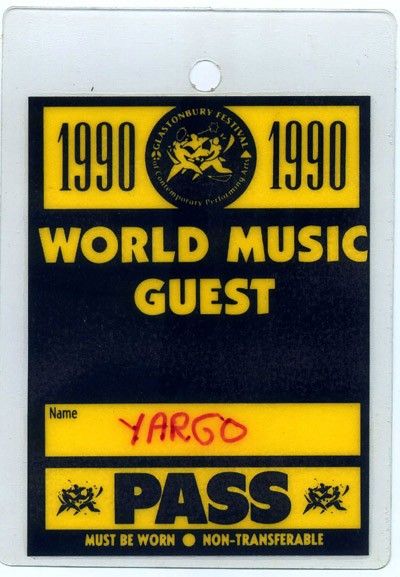 1990
GLASTONBURY FESTIVAL
of Contemporary Performing Arts
1990
WORLD MUSIC
GUEST
Name
YARGO
PASS
MUST BE WORN ● NON-TRANSFERABLE